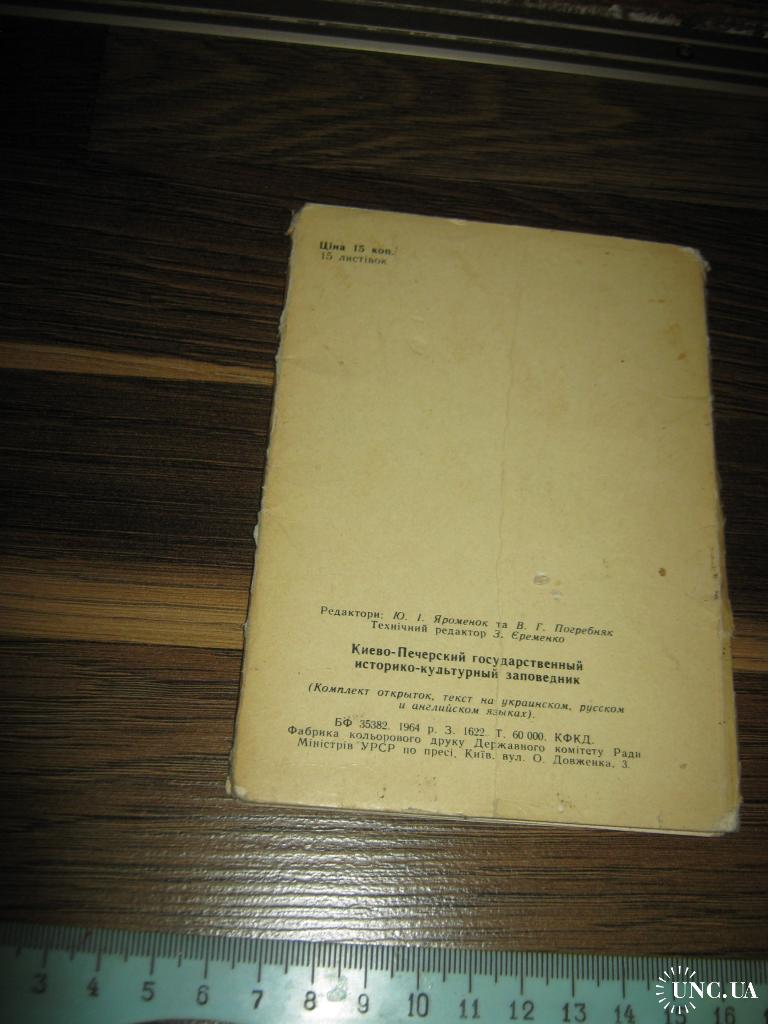 Ціна 15 коп.
15 листівок
Редактори: Ю. І. Яроменок та В. Г. Погребняк
Технічний редактор З. Єременко
Киево-Печерский государственный
историко-культурный заповедник
(Комплект открыток, текст на украинском, русском
и английском языках).
БФ 35382. 1964 р. З. 1622. Т. 60 000. КФКД.
Фабрика кольорового друку Державного комітету Ради
Міністрів УРСР по пресі, Київ, вул. О. Довженка, 3.
3 4 5 6 7 8 9 10 11 12 13 14 15 16
UNC.UA